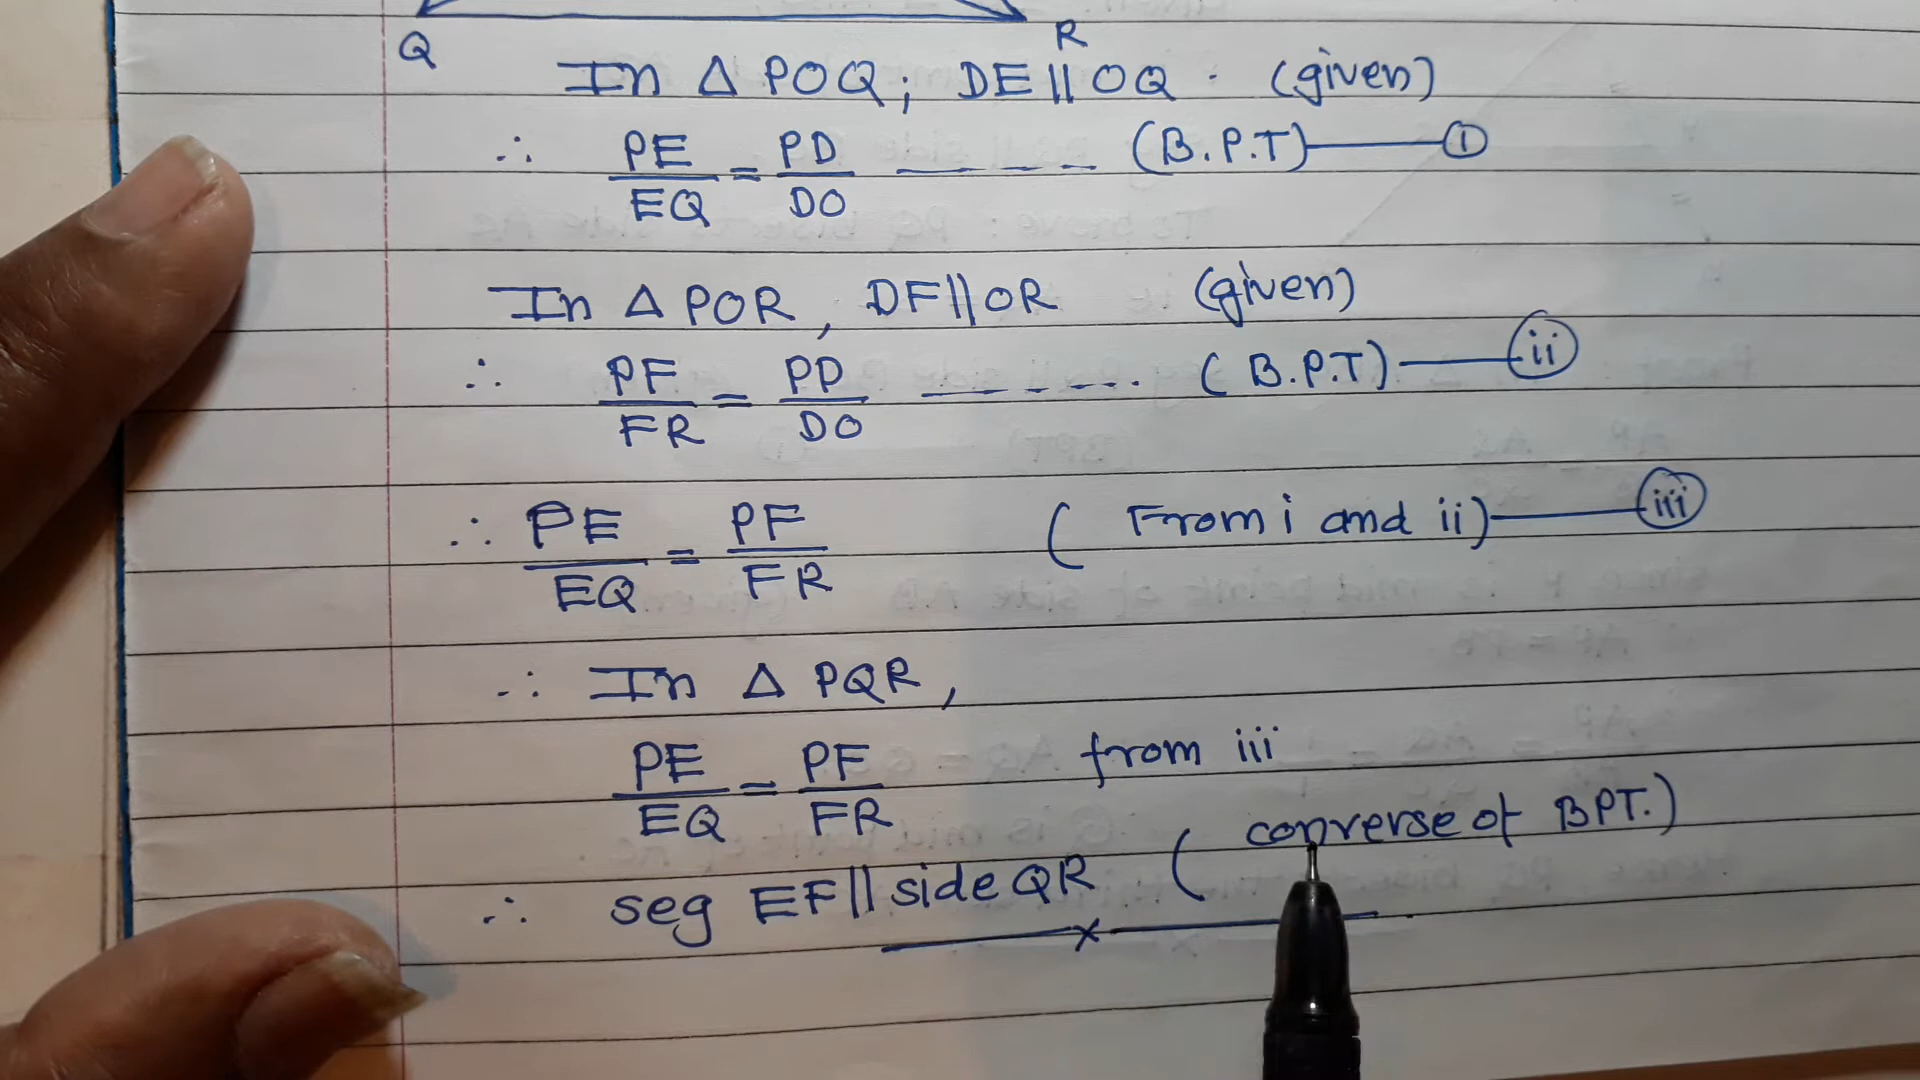 Q R
In △ POQ; DE||OQ . (given)
∴ PE/EQ = PD/DO ---- (B.P.T) — ①
In △ POR, DF||OR (given)
∴ PF/FR = PD/DO ------ (B.P.T) — ⓘⓘ
∴ PE/EQ = PF/FR (From i and ii) — ⓘⓘⓘ
∴ In △ PQR,
PE/EQ = PF/FR from iii
∴ seg EF||side QR (converse of BPT.)